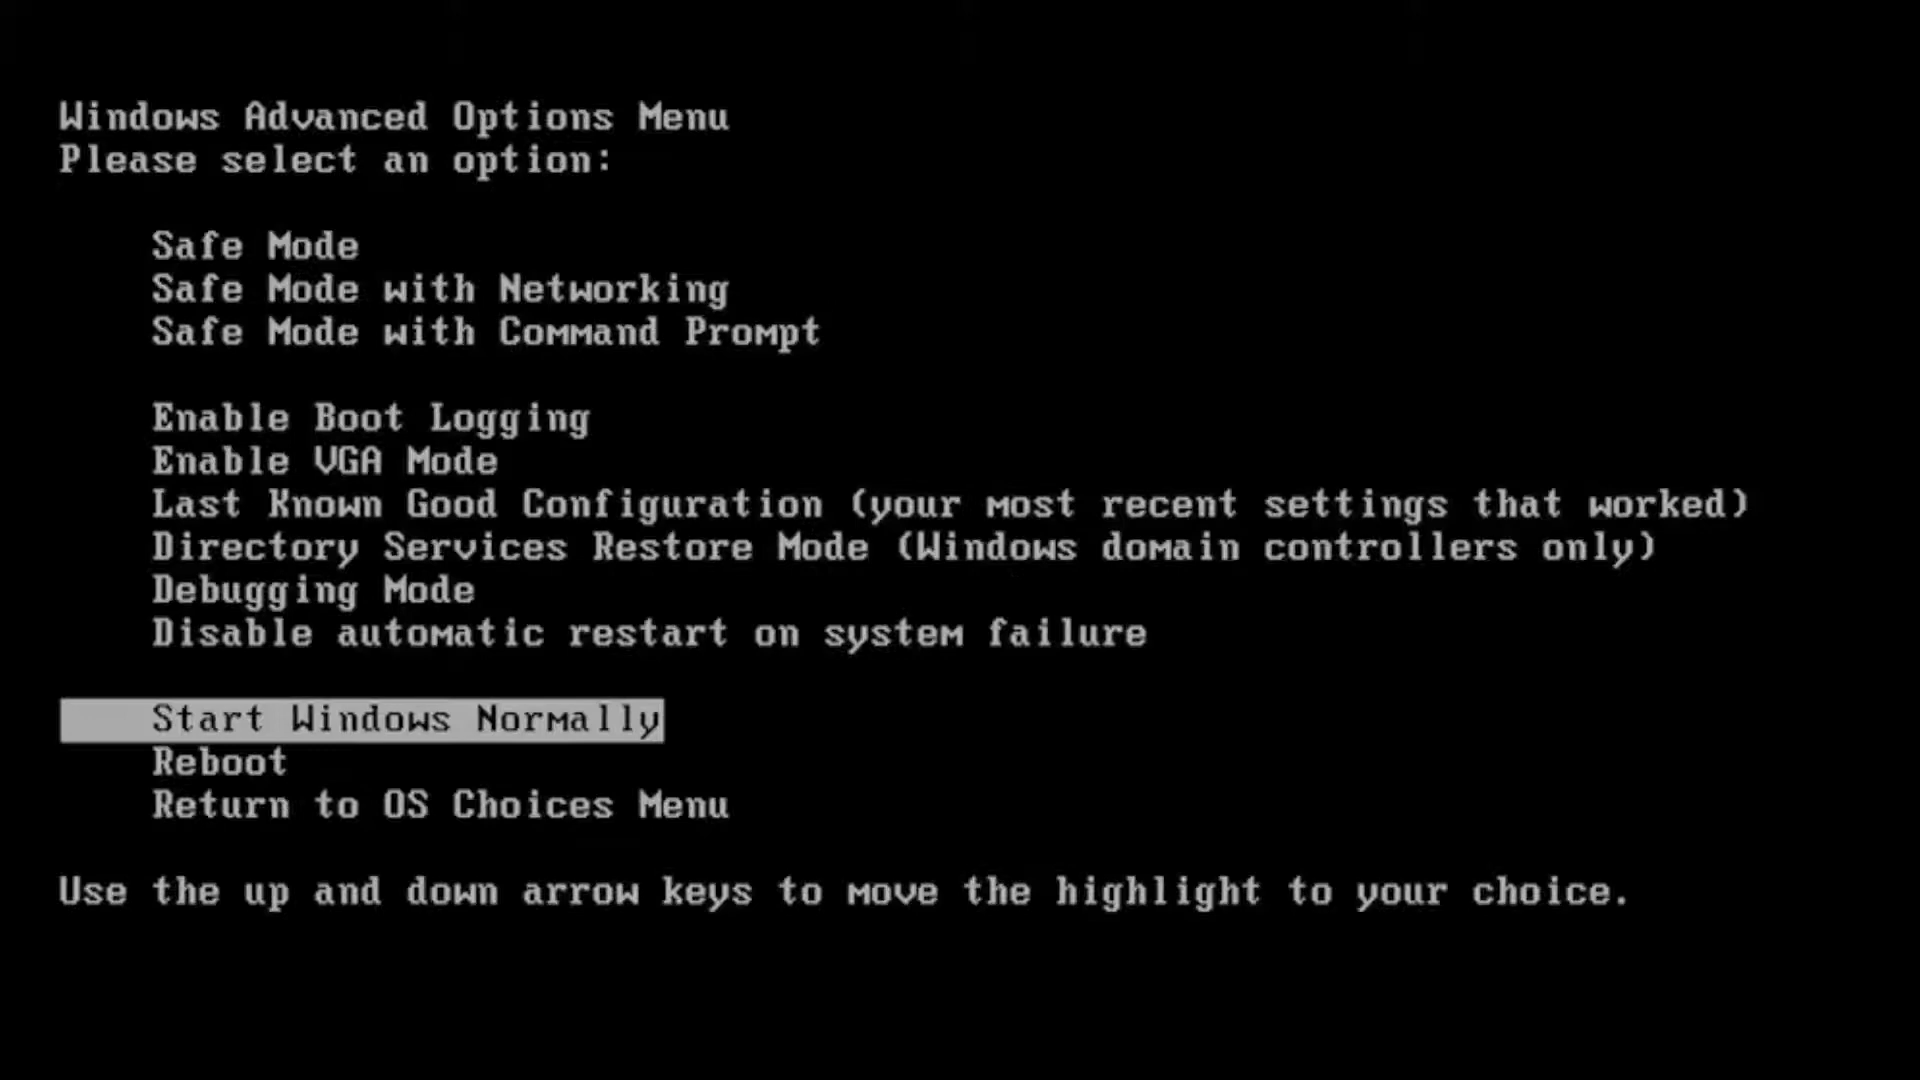 Windows Advanced Options Menu
Please select an option:
Safe Mode
Safe Mode with Networking
Safe Mode with Command Prompt
Enable Boot Logging
Enable VGA Mode
Last Known Good Configuration (your most recent settings that worked)
Directory Services Restore Mode (Windows domain controllers only)
Debugging Mode
Disable automatic restart on system failure
Start Windows Normally
Reboot
Return to OS Choices Menu
Use the up and down arrow keys to move the highlight to your choice.